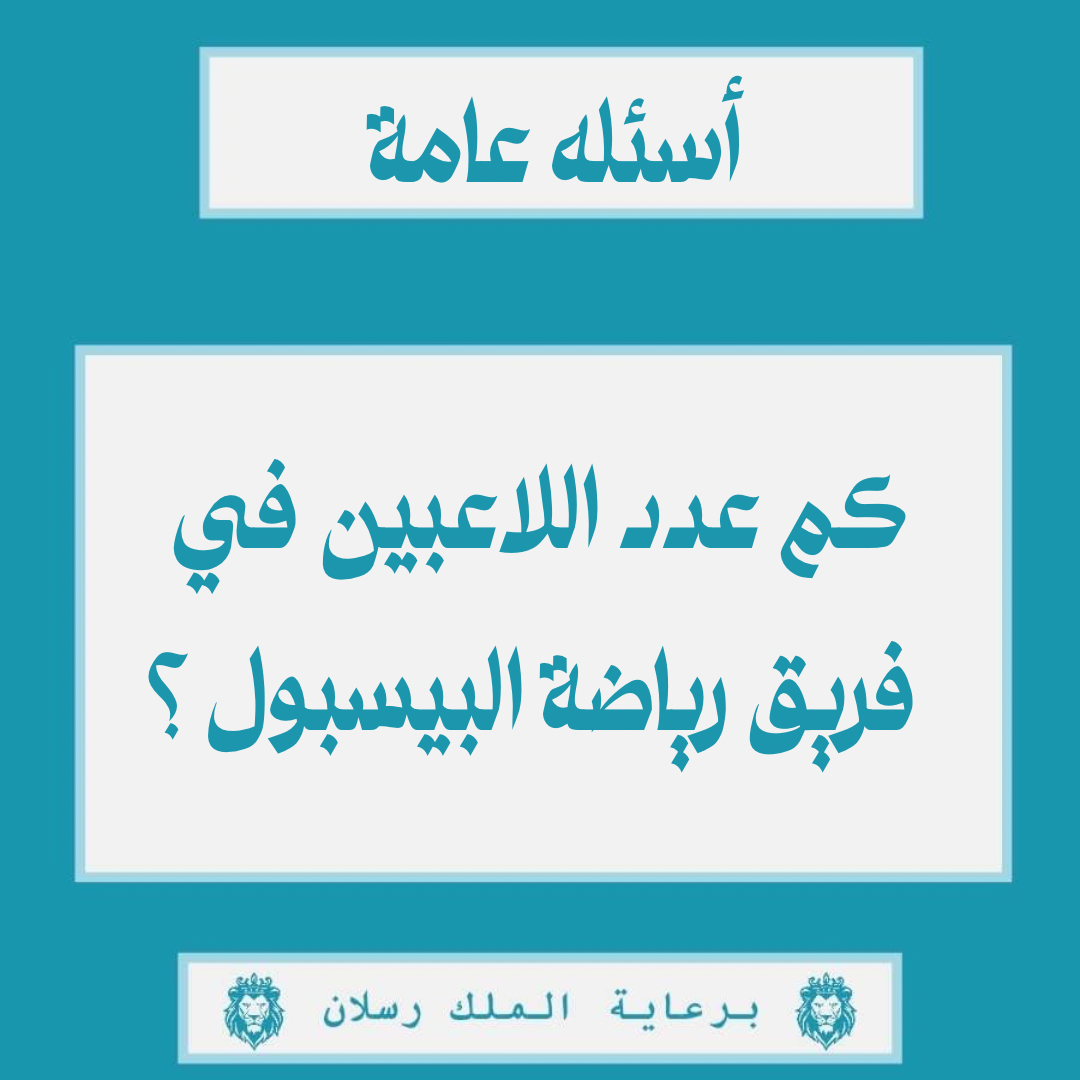 أسئله عامة
كم عدد اللاعبين في
فريق رياضة البيسبول ؟
برعاية الملك رسلان